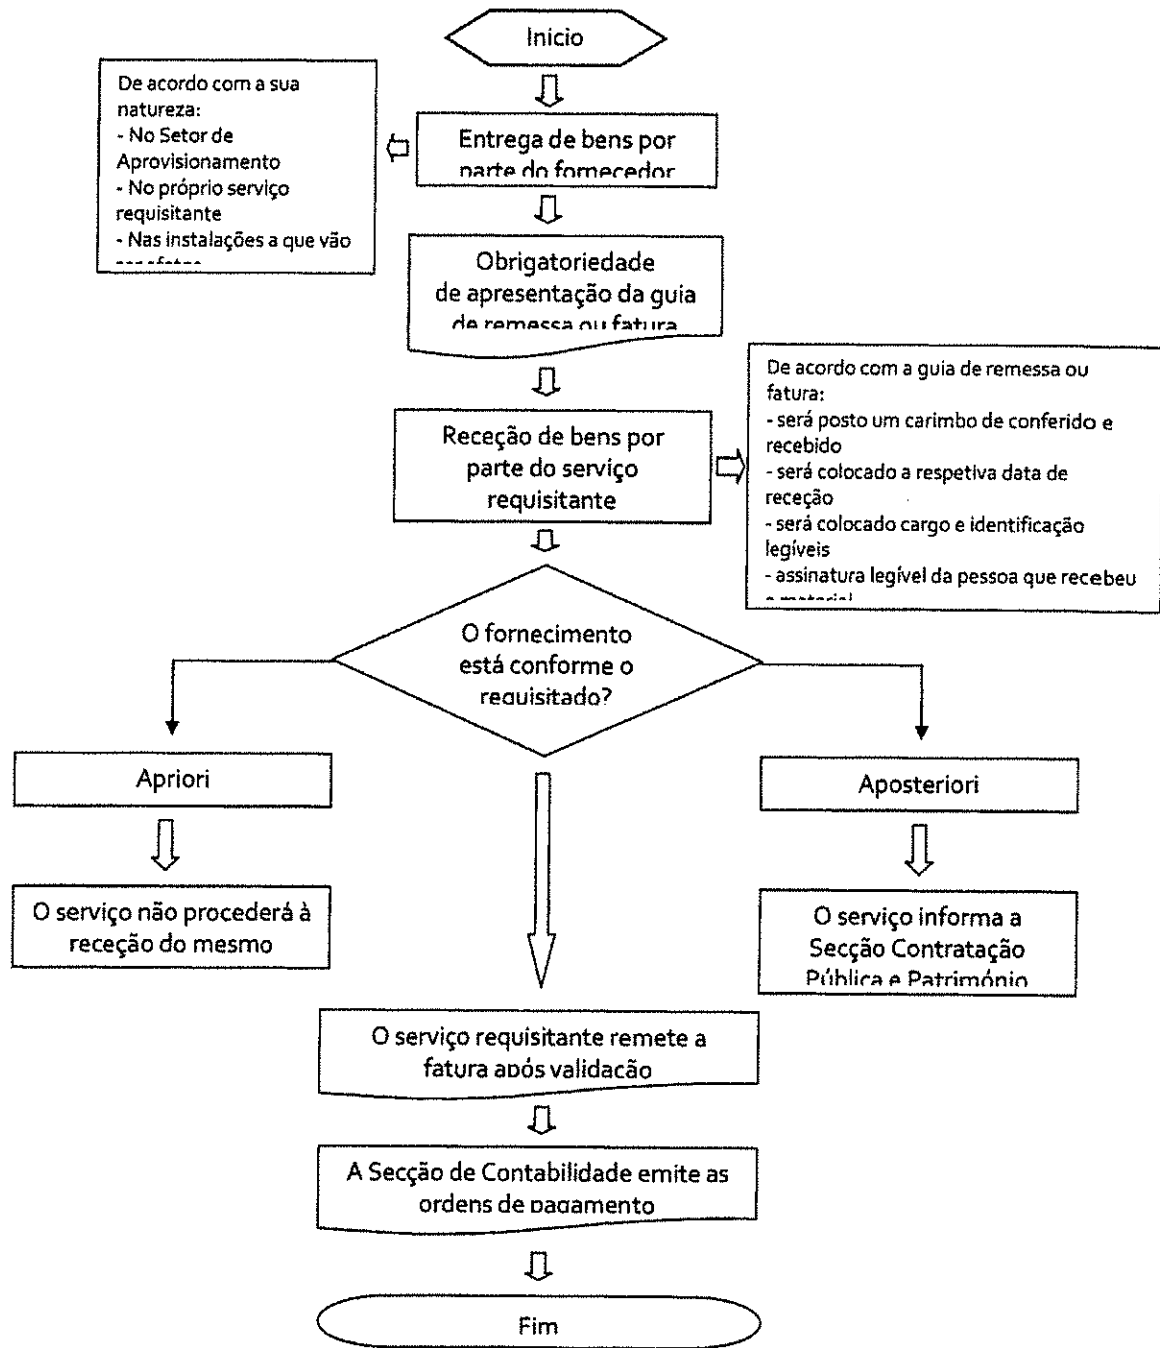 Inicio
De acordo com a sua
natureza:
- No Setor de
Aprovisionamento
- No próprio serviço
requisitante
- Nas instalações a que vão
Entrega de bens por
parte do fornecedor
Obrigatoriedade
de apresentação da guia
de remessa ou fatura
Receção de bens por
parte do serviço
requisitante
De acordo com a guia de remessa ou
fatura:
- será posto um carimbo de conferido e
recebido
- será colocado a respetiva data de
receção
- será colocado cargo e identificação
legíveis
- assinatura legível da pessoa que recebeu
o material
O fornecimento
está conforme o
requisitado?
Apriori
Aposteriori
O serviço não procederá à
receção do mesmo
O serviço informa a
Secção Contratação
Pública e Património
O serviço requisitante remete a
fatura após validação
A Secção de Contabilidade emite as
ordens de pagamento
Fim